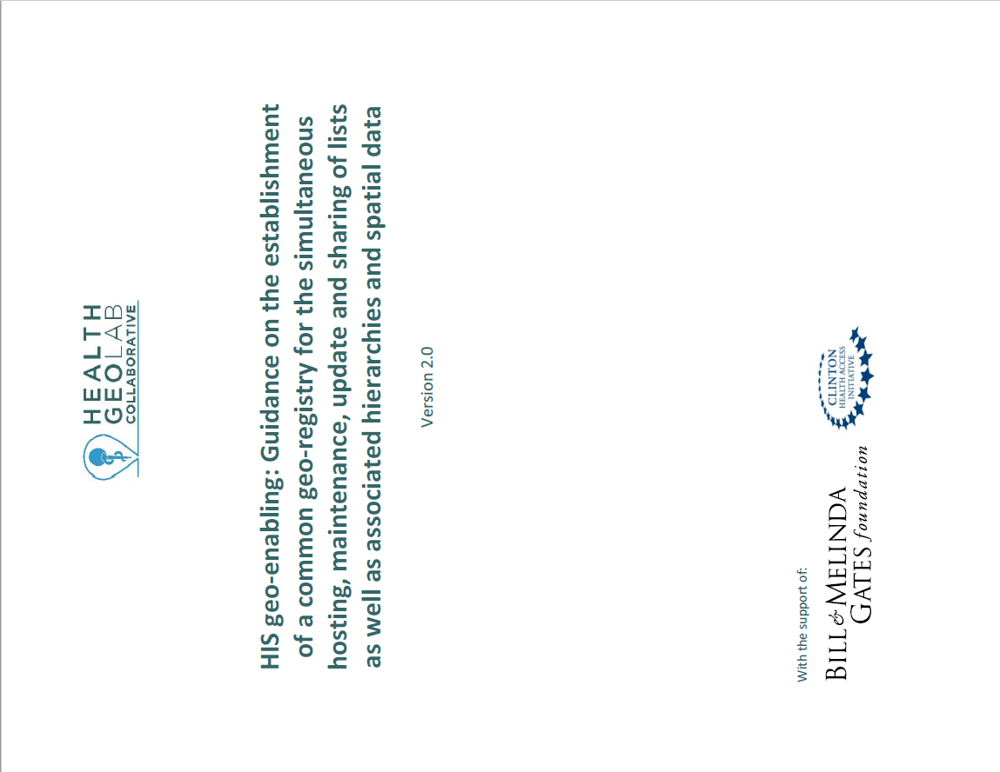 HEALTH
GEOLAB
COLLABORATIVE
HIS geo-enabling: Guidance on the establishment
of a common geo-registry for the simultaneous
hosting, maintenance, update and sharing of lists
as well as associated hierarchies and spatial data
Version 2.0
With the support of:
BILL & MELINDA
GATES foundation
CLINTON
HEALTH ACCESS
INITIATIVE